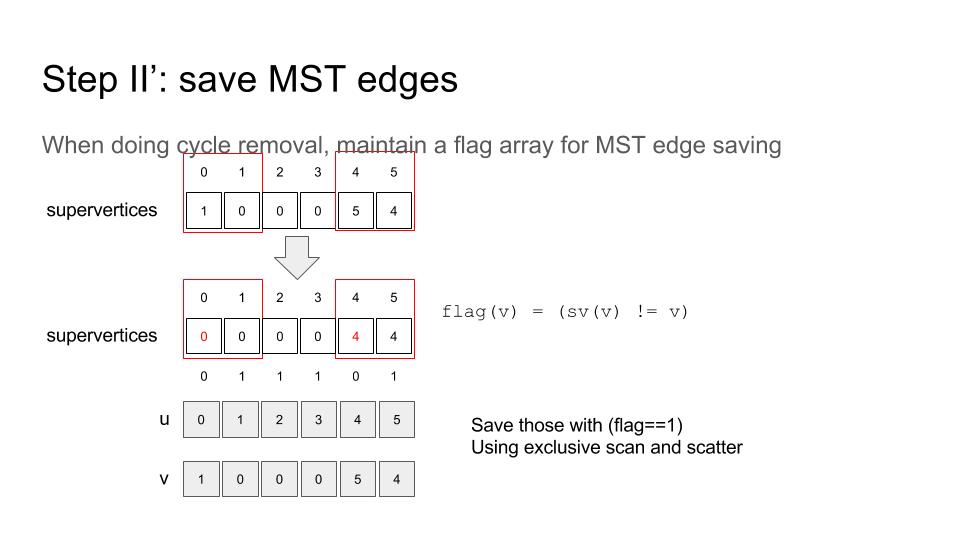 Step II’: save MST edges
When doing cycle removal, maintain a flag array for MST edge saving
0 1 2 3 4 5
supervertices 1 0 0 0 5 4
0 1 2 3 4 5
flag(v) = (sv(v) != v)
supervertices 0 0 0 0 4 4
0 1 1 1 0 1
u 0 1 2 3 4 5
Save those with (flag==1)
Using exclusive scan and scatter
v 1 0 0 0 5 4